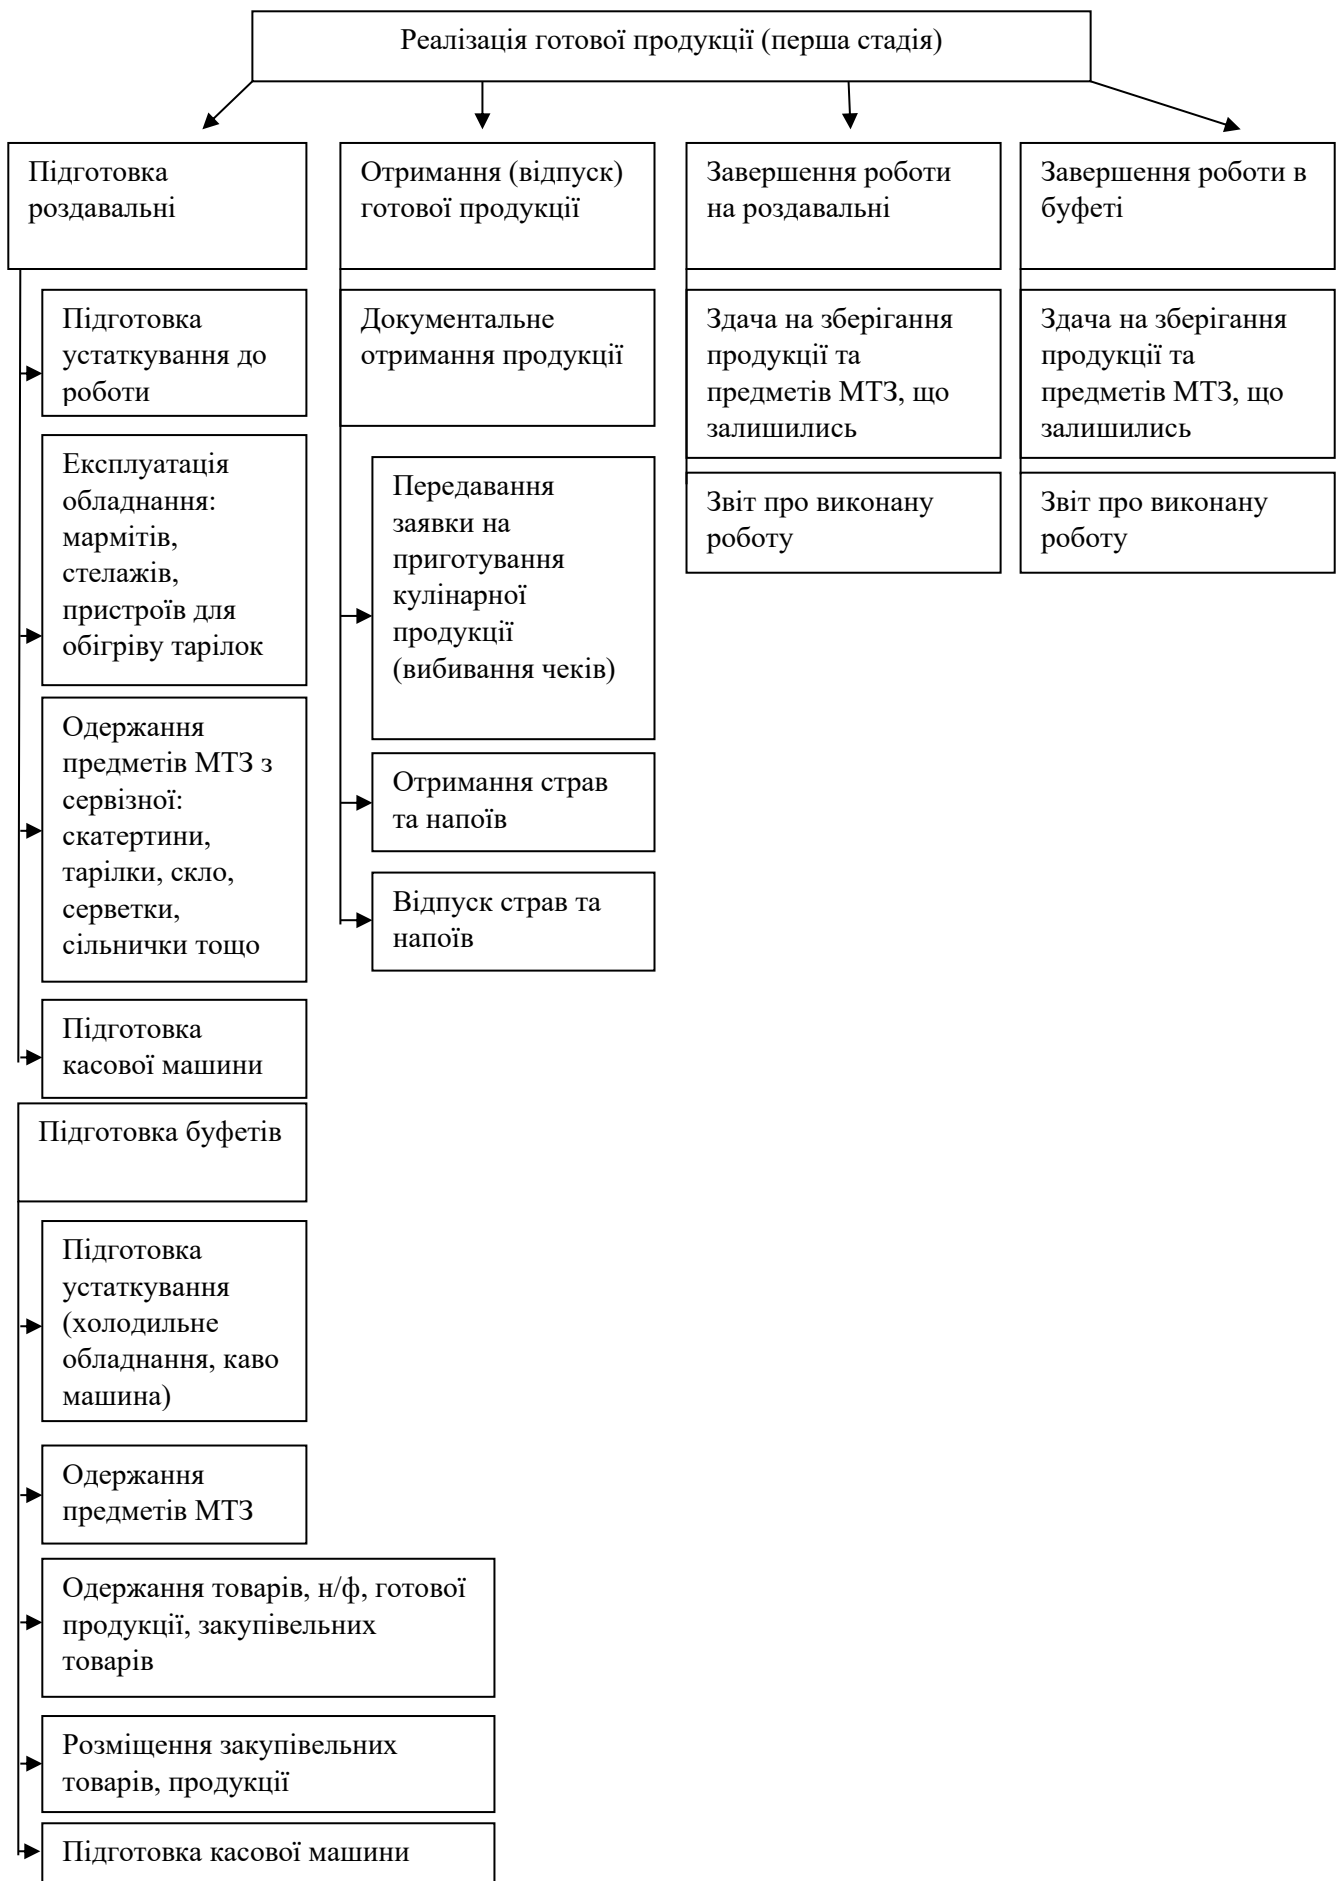 Реалізація готової продукції (перша стадія)
Підготовка
роздавальні
Підготовка
устаткування до
роботи
Експлуатація
обладнання:
мармітів,
стелажів,
пристроїв для
обігріву тарілок
Одержання
предметів МТЗ з
сервізної:
скатертини,
тарілки, скло,
серветки,
сільнички тощо
Підготовка
касової машини
Підготовка буфетів
Підготовка
устаткування
(холодильне
обладнання, каво
машина)
Одержання
предметів МТЗ
Одержання товарів, н/ф, готової
продукції, закупівельних
товарів
Розміщення закупівельних
товарів, продукції
Підготовка касової машини
Отримання (відпуск)
готової продукції
Документальне
отримання продукції
Передавання
заявки на
приготування
кулінарної
продукції
(вибивання чеків)
Отримання страв
та напоїв
Відпуск страв та
напоїв
Завершення роботи
на роздавальні
Здача на зберігання
продукції та
предметів МТЗ, що
залишились
Звіт про виконану
роботу
Завершення роботи в
буфеті
Здача на зберігання
продукції та
предметів МТЗ, що
залишились
Звіт про виконану
роботу